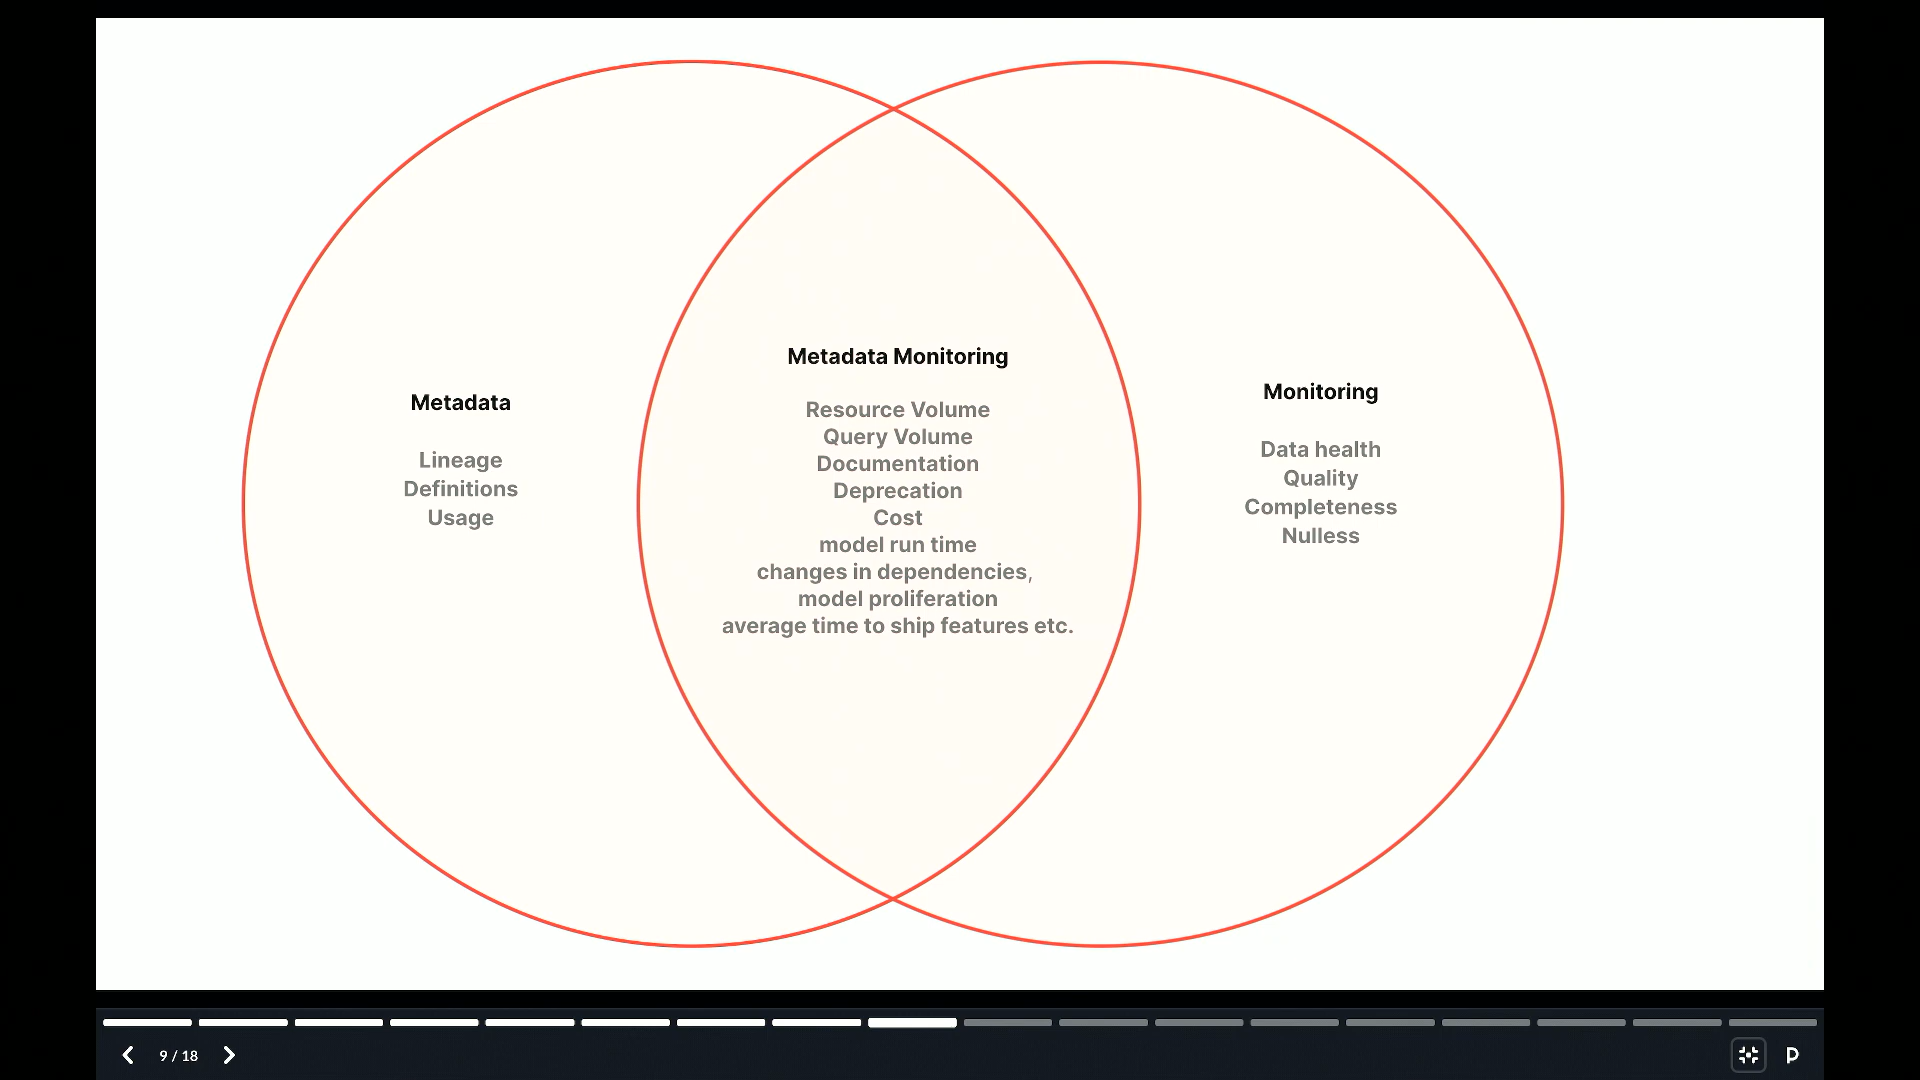 Metadata
Lineage
Definitions
Usage
Metadata Monitoring
Resource Volume
Query Volume
Documentation
Deprecation
Cost
model run time
changes in dependencies,
model proliferation
average time to ship features etc.
Monitoring
Data health
Quality
Completeness
Nulless
9 / 18
P